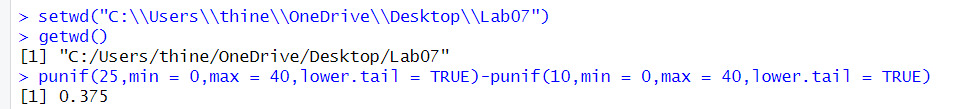 > setwd("C:\\Users\\thine\\OneDrive\\Desktop\\Lab07")
> getwd()
[1] "C:/Users/thine/OneDrive/Desktop/Lab07"
> punif(25,min = 0,max = 40,lower.tail = TRUE)-punif(10,min = 0,max = 40,lower.tail = TRUE)
[1] 0.375